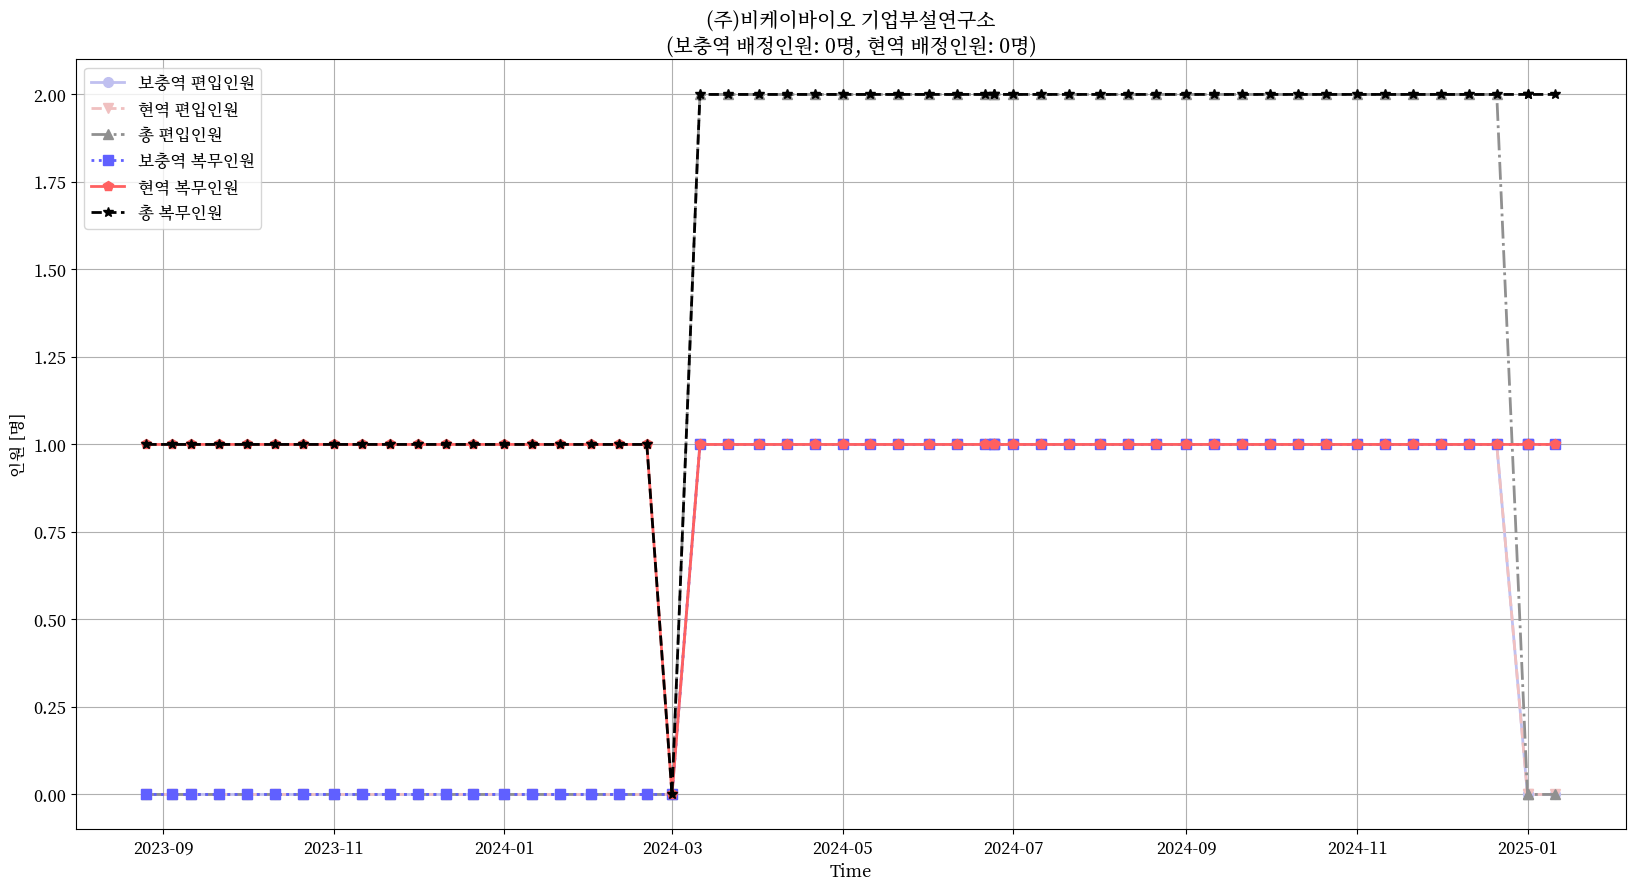 (주)비케이바이오 기업부설연구소
(보충역 배정인원: 0명, 현역 배정인원: 0명)
보충역 편입인원
현역 편입인원
총 편입인원
보충역 복무인원
현역 복무인원
총 복무인원
인원 [명]
2.00
1.75
1.50
1.25
1.00
0.75
0.50
0.25
0.00
2023-09 2023-11 2024-01 2024-03 2024-05 2024-07 2024-09 2024-11 2025-01
Time